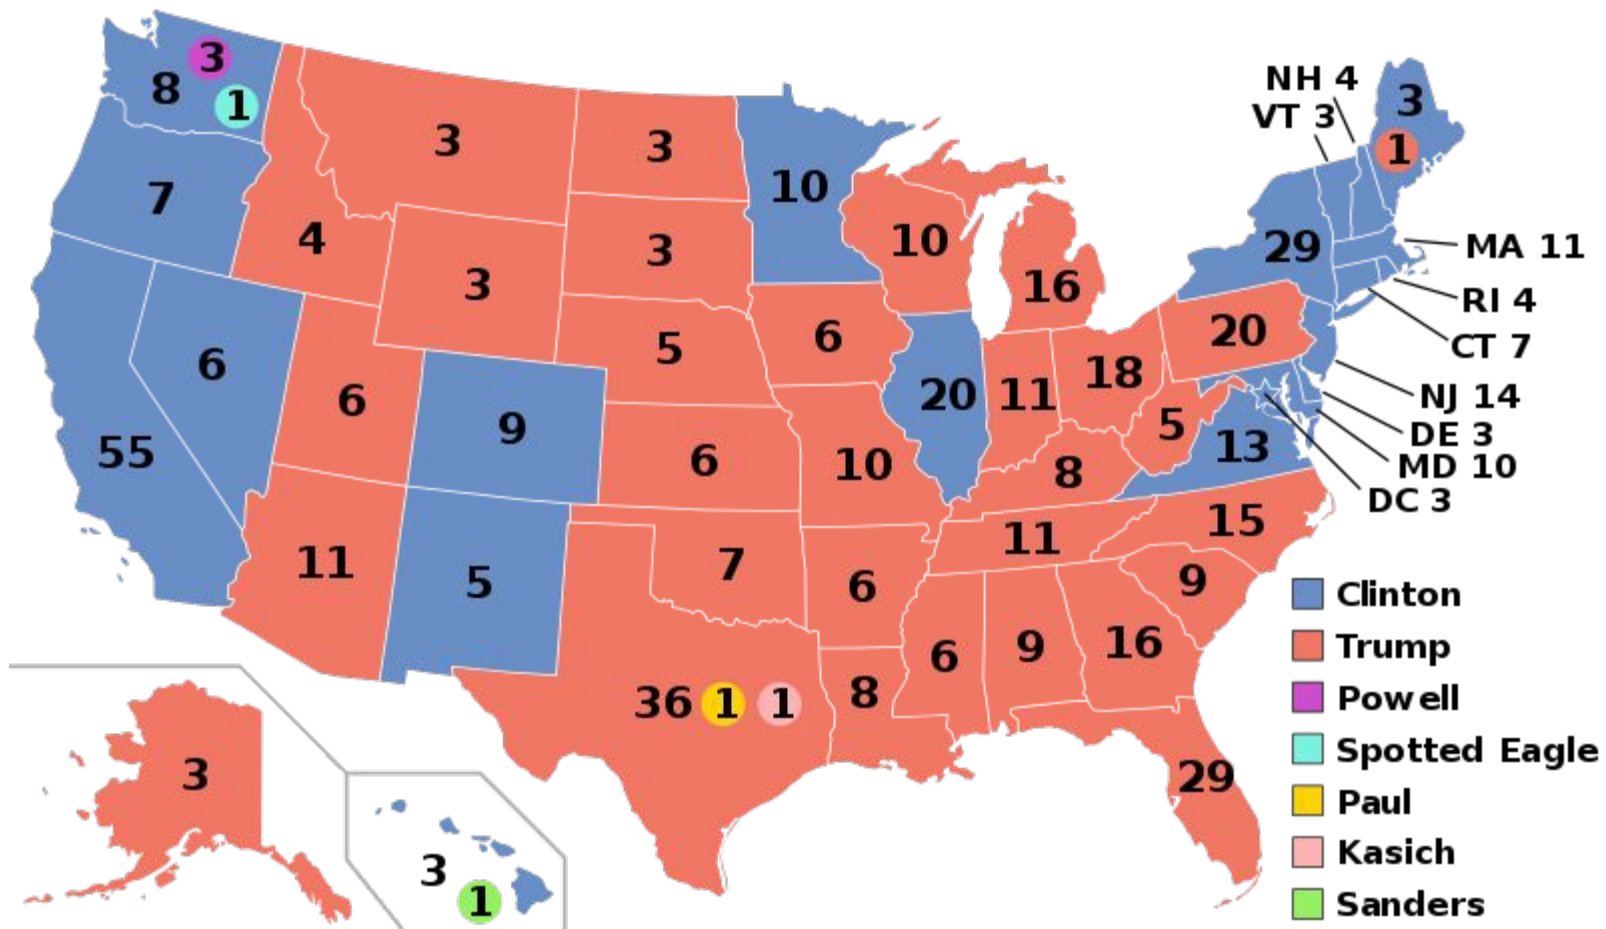 3
8
1
7
55
6
4
3
3
6
11
9
5
3
3
5
6
7
36 1 1
10
6
10
6
8
10
20
16
11
18
8
11
6
9
16
29
9
15
13
5
20
29
3
1
NH 4
VT 3
MA 11
RI 4
CT 7
NJ 14
DE 3
MD 10
DC 3
3
3
1
Clinton
Trump
Powell
Spotted Eagle
Paul
Kasich
Sanders